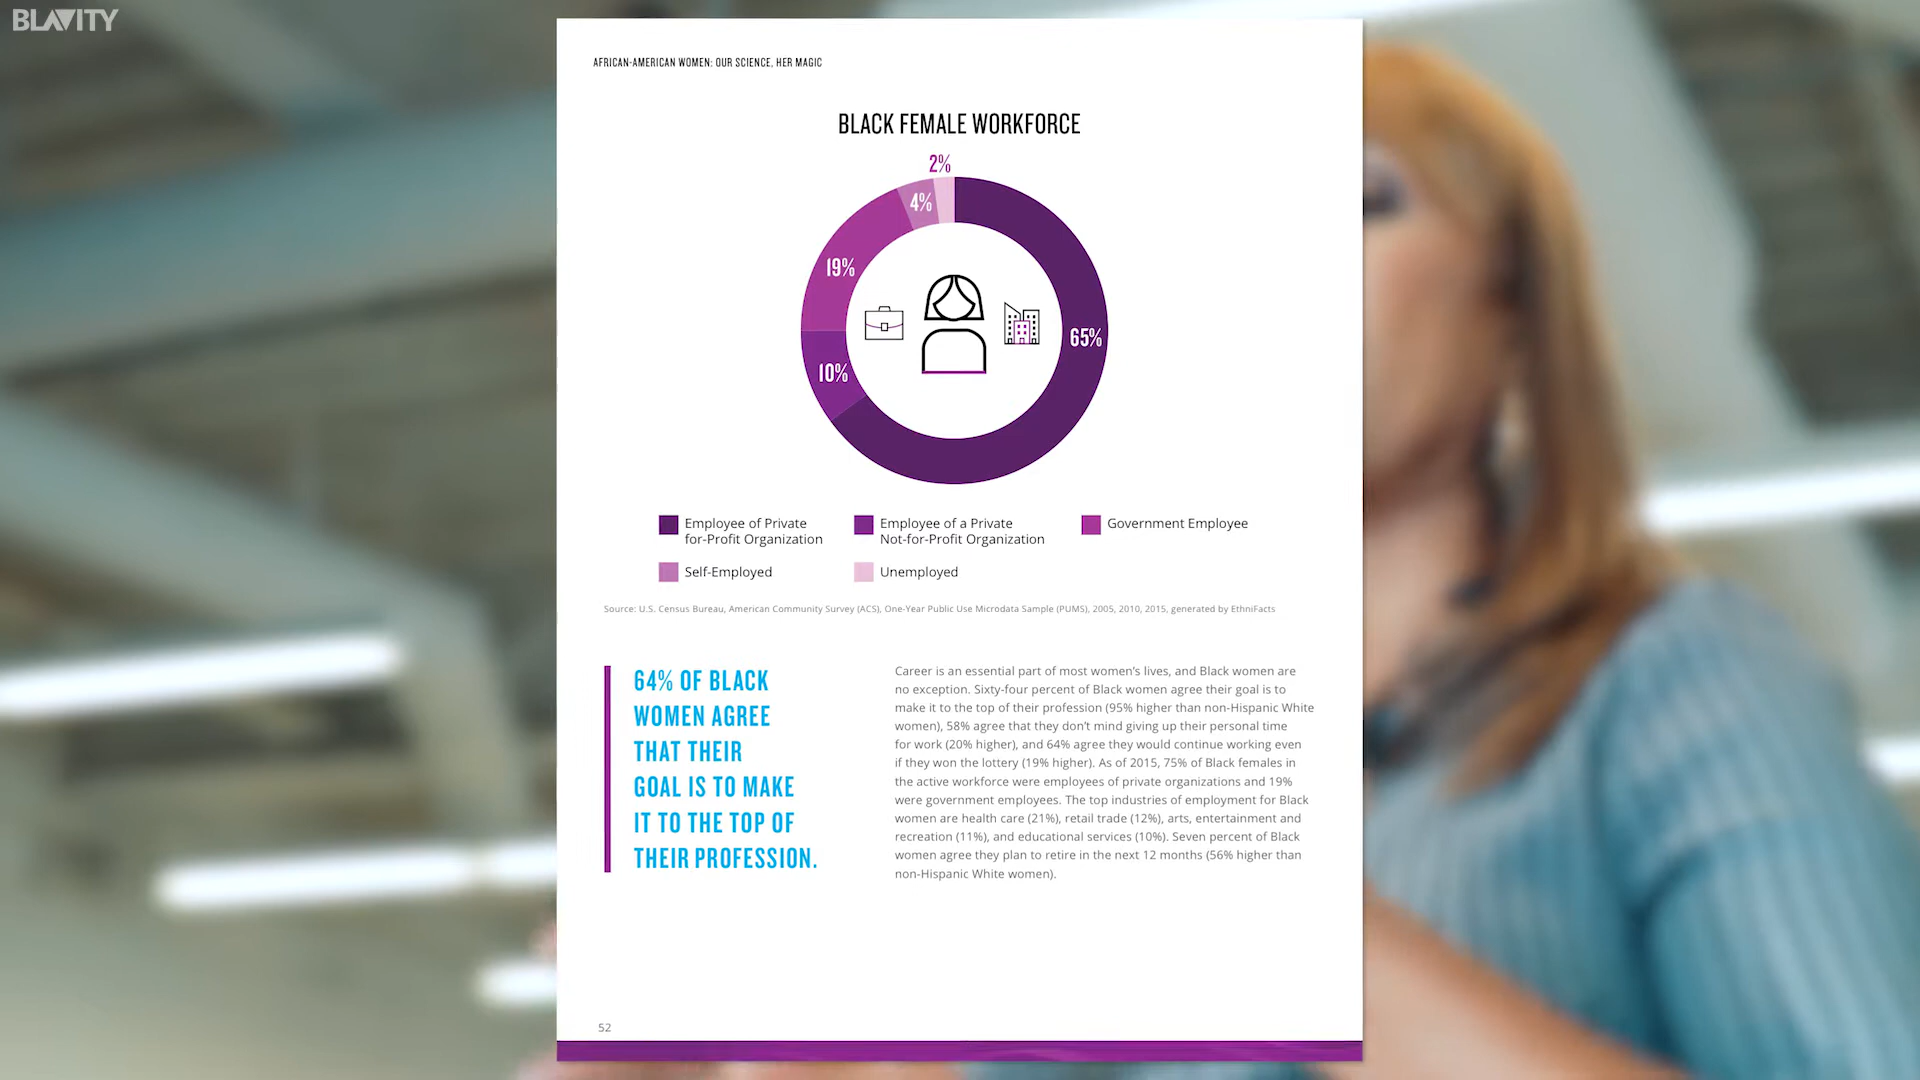 BLAVITY
AFRICAN-AMERICAN WOMEN: OUR SCIENCE, HER MAGIC
BLACK FEMALE WORKFORCE
2%
4%
19%
65%
10%
Employee of Private
for-Profit Organization
Employee of a Private
Not-for-Profit Organization
Government Employee
Self-Employed
Unemployed
Source: U.S. Census Bureau, American Community Survey (ACS), One-Year Public Use Microdata Sample (PUMS), 2005, 2010, 2015, generated by EthniFacts
64% OF BLACK
WOMEN AGREE
THAT THEIR
GOAL IS TO MAKE
IT TO THE TOP OF
THEIR PROFESSION.
Career is an essential part of most women's lives, and Black women are
no exception. Sixty-four percent of Black women agree their goal is to
make it to the top of their profession (95% higher than non-Hispanic White
women), 58% agree that they don't mind giving up their personal time
for work (20% higher), and 64% agree they would continue working even
if they won the lottery (19% higher). As of 2015, 75% of Black females in
the active workforce were employees of private organizations and 19%
were government employees. The top industries of employment for Black
women are health care (21%), retail trade (12%), arts, entertainment and
recreation (11%), and educational services (10%). Seven percent of Black
women agree they plan to retire in the next 12 months (56% higher than
non-Hispanic White women).
52